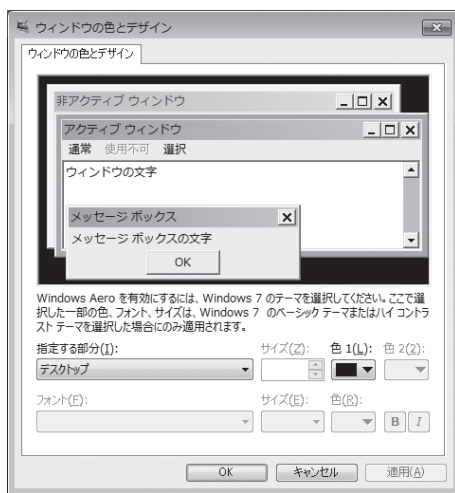 ウィンドウの色とデザイン
ウィンドウの色とデザイン
非アクティブ ウィンドウ
アクティブ ウィンドウ
通常 使用不可 選択
ウィンドウの文字
メッセージ ボックス
メッセージ ボックスの文字
OK
Windows Aero を有効にするには、Windows 7 のテーマを選択してください。ここで選
択した一部の色、フォント、サイズは、Windows 7 のベーシック テーマまたはハイ コントラ
スト テーマを選択した場合にのみ適用されます。
指定する部分(I): サイズ(Z): 色 1(L): 色 2(2):
デスクトップ
フォント(F): サイズ(E): 色(R):
B I
OK キャンセル 適用(A)